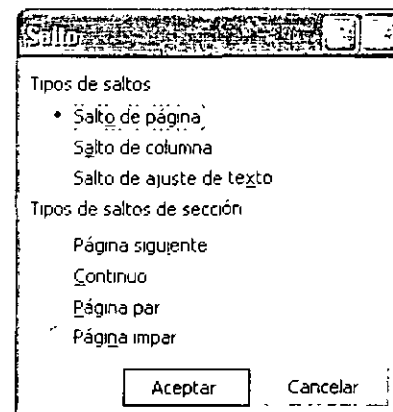 Salto
Tipos de saltos
Salto de página
Salto de columna
Salto de ajuste de texto
Tipos de saltos de sección
Página siguiente
Continuo
Página par
Página impar
Aceptar Cancelar